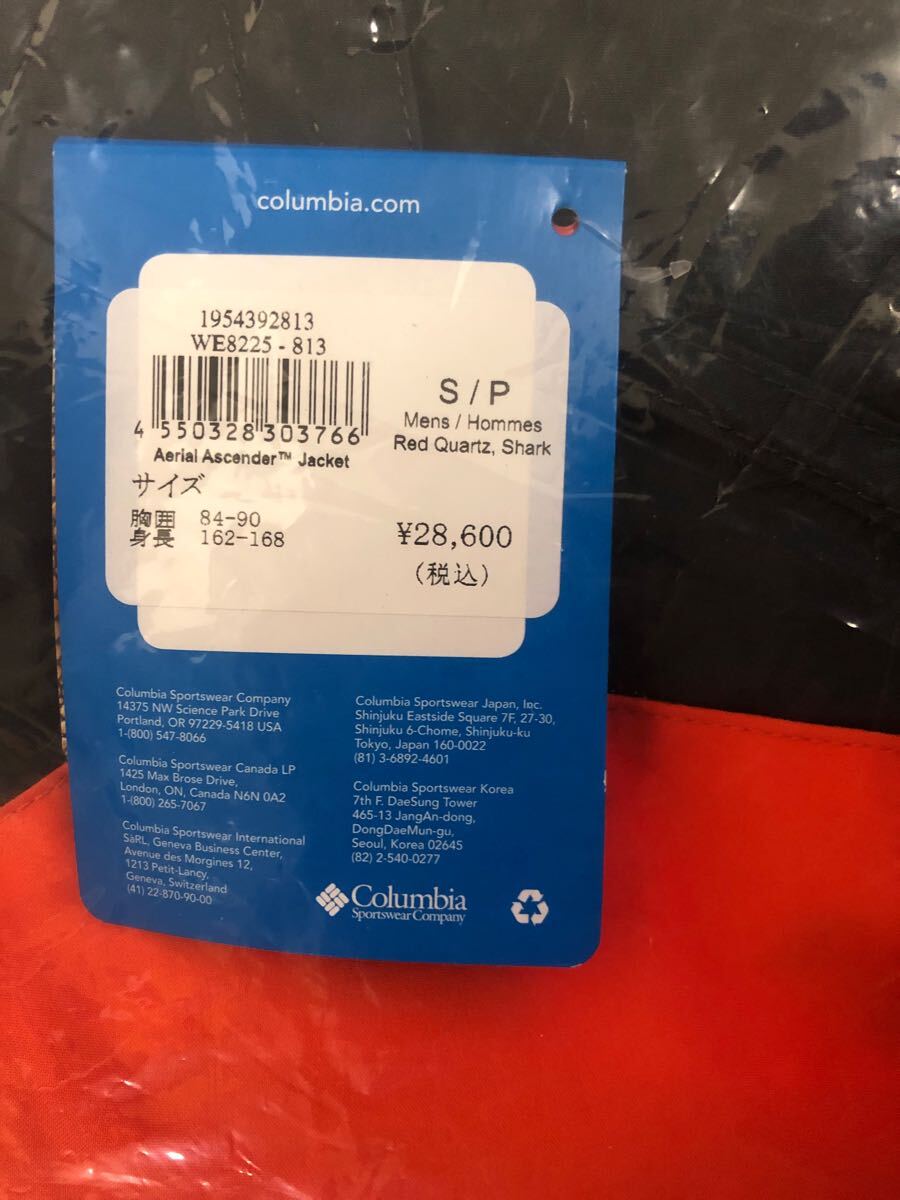 columbia.com
1954392813
WE8225 - 813
4 550328 303766
Aerial Ascender™ Jacket
S / P
Mens / Hommes
Red Quartz, Shark
サイズ
胸囲 84-90
身長 162-168
¥28,600
(税込)
Columbia Sportswear Company
14375 NW Science Park Drive
Portland, OR 97229-5418 USA
1-(800) 547-8066
Columbia Sportswear Canada LP
1425 Max Brose Drive,
London, ON, Canada N6N 0A2
1-(800) 265-7067
Columbia Sportswear International
SàRL, Geneva Business Center,
Avenue des Morgines 12,
1213 Petit-Lancy,
Geneva, Switzerland
(41) 22-870-90-00
Columbia Sportswear Japan, Inc.
Shinjuku Eastside Square 7F, 27-30,
Shinjuku 6-Chome, Shinjuku-ku
Tokyo, Japan 160-0022
(81) 3-6892-4601
Columbia Sportswear Korea
7th F. DaeSung Tower
465-13 JangAn-dong,
DongDaeMun-gu,
Seoul, Korea 02645
(82) 2-540-0277
Columbia
Sportswear Company